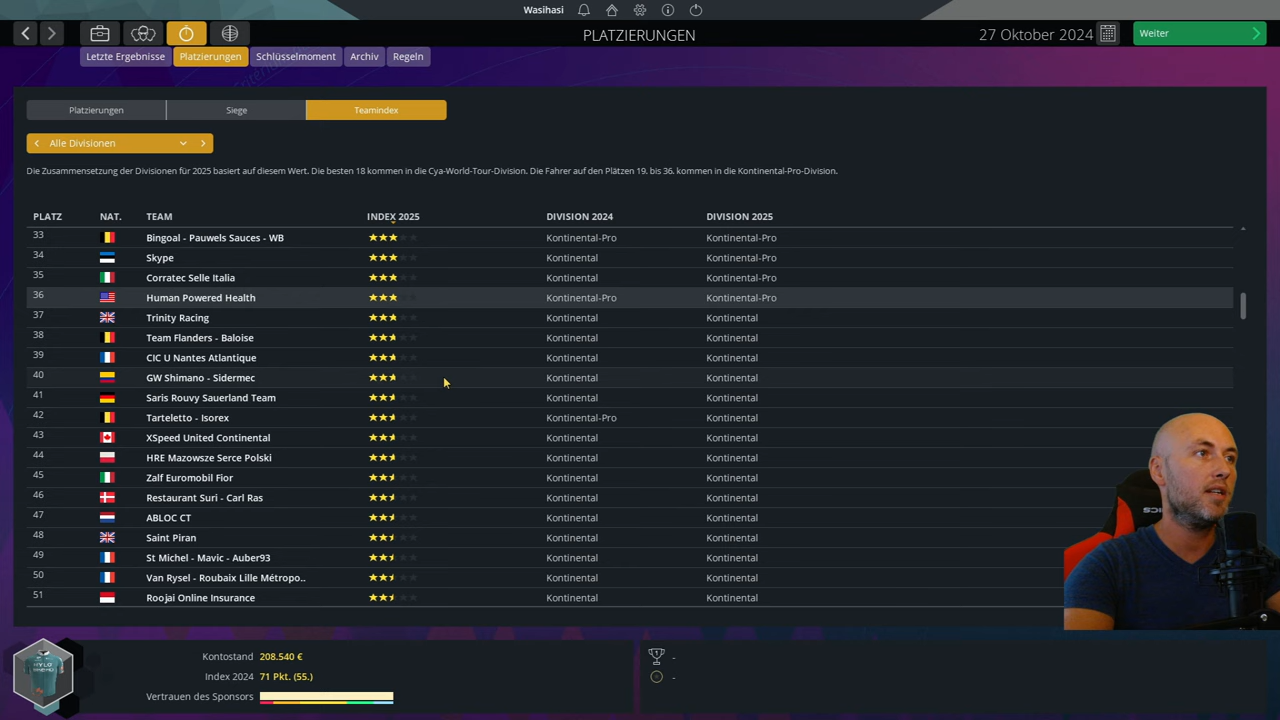 Wasihasi
PLATZIERUNGEN
27 Oktober 2024
Weiter
Letzte Ergebnisse
Platzierungen
Schlüsselmoment
Archiv
Regeln
Platzierungen
Siege
Teamindex
Alle Divisionen
Die Zusammensetzung der Divisionen für 2025 basiert auf diesem Wert. Die besten 18 kommen in die Cya-World-Tour-Division. Die Fahrer auf den Plätzen 19. bis 36. kommen in die Kontinental-Pro-Division.
PLATZ NAT. TEAM INDEX 2025 DIVISION 2024 DIVISION 2025
33 Bingoal - Pauwels Sauces - WB Kontinental-Pro Kontinental-Pro
34 Skype Kontinental Kontinental-Pro
35 Corratec Selle Italia Kontinental Kontinental-Pro
36 Human Powered Health Kontinental-Pro Kontinental-Pro
37 Trinity Racing Kontinental Kontinental
38 Team Flanders - Baloise Kontinental Kontinental
39 CIC U Nantes Atlantique Kontinental Kontinental
40 GW Shimano - Sidermec Kontinental Kontinental
41 Saris Rouvy Sauerland Team Kontinental Kontinental
42 Tarteletto - Isorex Kontinental-Pro Kontinental
43 XSpeed United Continental Kontinental Kontinental
44 HRE Mazowsze Serce Polski Kontinental Kontinental
45 Zalf Euromobil Fior Kontinental Kontinental
46 Restaurant Suri - Carl Ras Kontinental Kontinental
47 ABLOC CT Kontinental Kontinental
48 Saint Piran Kontinental Kontinental
49 St Michel - Mavic - Auber93 Kontinental Kontinental
50 Van Rysel - Roubaix Lille Métropo.. Kontinental Kontinental
51 Roojai Online Insurance Kontinental Kontinental
Kontostand 208.540 €
Index 2024 71 Pkt. (55.)
Vertrauen des Sponsors
-
-